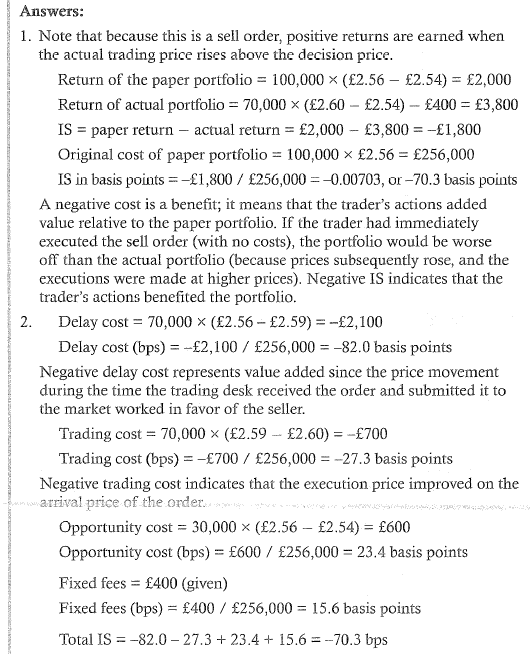 Answers:
1. Note that because this is a sell order, positive returns are earned when
the actual trading price rises above the decision price.
Return of the paper portfolio = 100,000 × (£2.56 – £2.54) = £2,000
Return of actual portfolio = 70,000 × (£2.60 – £2.54) – £400 = £3,800
IS = paper return – actual return = £2,000 – £3,800 = –£1,800
Original cost of paper portfolio = 100,000 × £2.56 = £256,000
IS in basis points = –£1,800 / £256,000 = –0.00703, or –70.3 basis points
A negative cost is a benefit; it means that the trader's actions added
value relative to the paper portfolio. If the trader had immediately
executed the sell order (with no costs), the portfolio would be worse
off than the actual portfolio (because prices subsequently rose, and the
executions were made at higher prices). Negative IS indicates that the
trader's actions benefited the portfolio.
2. Delay cost = 70,000 × (£2.56 – £2.59) = –£2,100
Delay cost (bps) = –£2,100 / £256,000 = –82.0 basis points
Negative delay cost represents value added since the price movement
during the time the trading desk received the order and submitted it to
the market worked in favor of the seller.
Trading cost = 70,000 × (£2.59 – £2.60) = –£700
Trading cost (bps) = –£700 / £256,000 = –27.3 basis points
Negative trading cost indicates that the execution price improved on the
arrival price of the order.
Opportunity cost = 30,000 × (£2.56 – £2.54) = £600
Opportunity cost (bps) = £600 / £256,000 = 23.4 basis points
Fixed fees = £400 (given)
Fixed fees (bps) = £400 / £256,000 = 15.6 basis points
Total IS = –82.0 – 27.3 + 23.4 + 15.6 = –70.3 bps